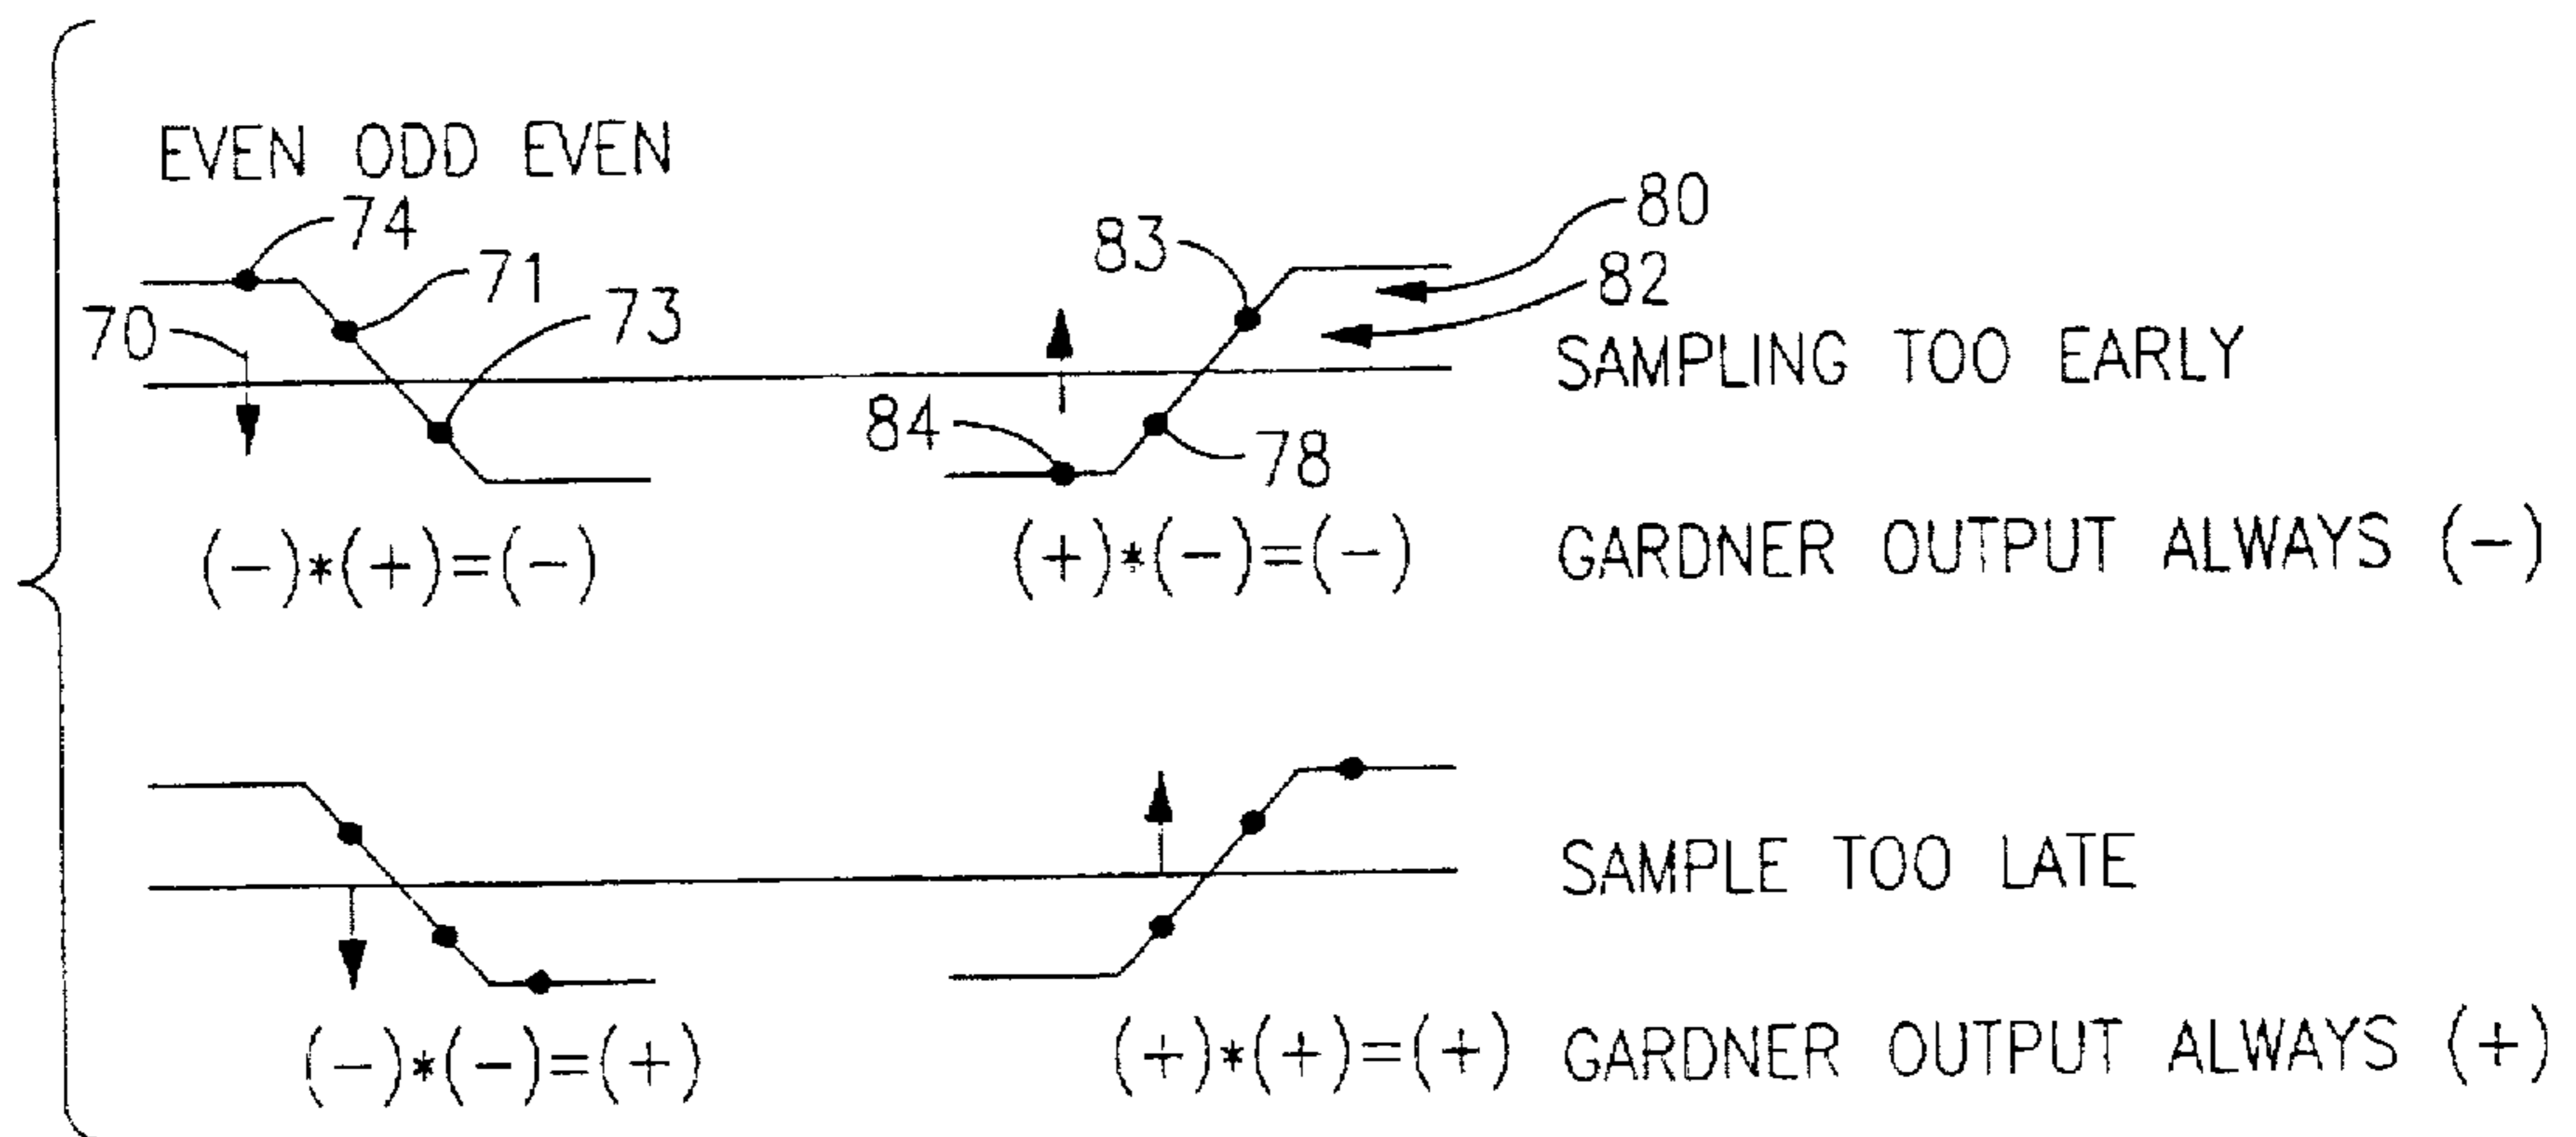 EVEN ODD EVEN
74
71
73
70
83
80
82
84
78
SAMPLING TOO EARLY
(-)*(+)=(-)
(+)*(-)=(-)
GARDNER OUTPUT ALWAYS (-)
SAMPLE TOO LATE
(-)*(-)=(+)
(+)*(+)=(+)
GARDNER OUTPUT ALWAYS (+)